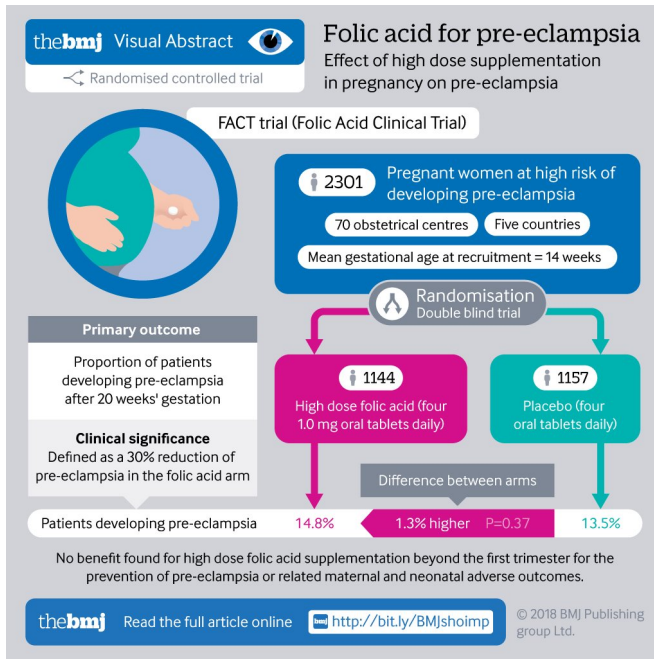 thebmj Visual Abstract
Randomised controlled trial
Folic acid for pre-eclampsia
Effect of high dose supplementation
in pregnancy on pre-eclampsia
FACT trial (Folic Acid Clinical Trial)
2301
Pregnant women at high risk of
developing pre-eclampsia
70 obstetrical centres
Five countries
Mean gestational age at recruitment = 14 weeks
Randomisation
Double blind trial
Primary outcome
Proportion of patients
developing pre-eclampsia
after 20 weeks' gestation
Clinical significance
Defined as a 30% reduction of
pre-eclampsia in the folic acid arm
1144
High dose folic acid (four
1.0 mg oral tablets daily)
1157
Placebo (four
oral tablets daily)
Difference between arms
Patients developing pre-eclampsia
14.8%
1.3% higher P=0.37
13.5%
No benefit found for high dose folic acid supplementation beyond the first trimester for the
prevention of pre-eclampsia or related maternal and neonatal adverse outcomes.
thebmj Read the full article online
bmj http://bit.ly/BMJshoimp
© 2018 BMJ Publishing
group Ltd.